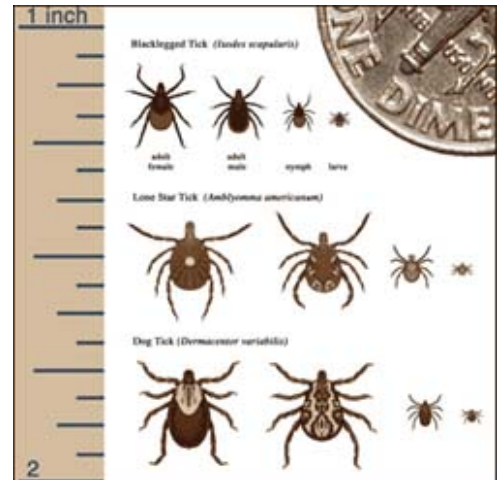 1 inch
ONE DIME
Blacklegged Tick (Ixodes scapularis)
adult female
adult male
nymph
larva
Lone Star Tick (Amblyomma americanum)
Dog Tick (Dermacentor variabilis)
2